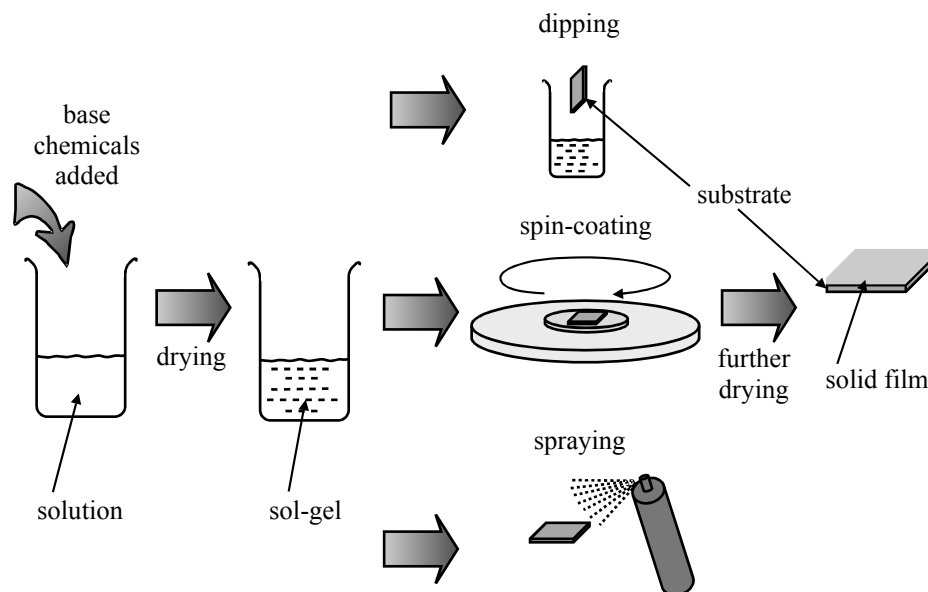 dipping
base
chemicals
added
substrate
spin-coating
drying
further
drying
solid film
spraying
solution
sol-gel